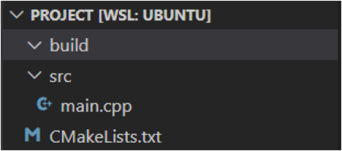 PROJECT [WSL: UBUNTU]
build
src
main.cpp
CMakeLists.txt